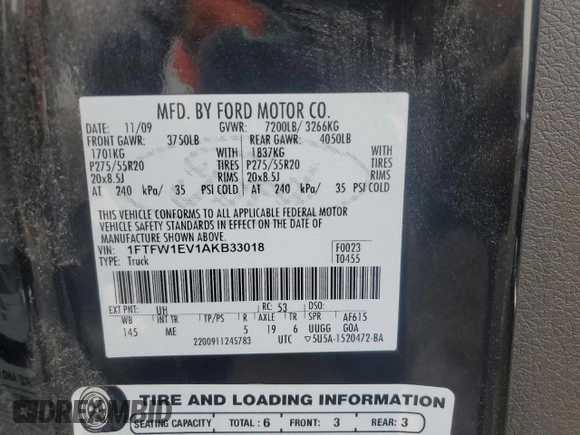 MFD. BY FORD MOTOR CO.
DATE: 11/09 GVWR: 7200LB/ 3266KG
FRONT GAWR: 3750LB REAR GAWR: 4050LB
1701KG WITH 1837KG WITH
P275/55R20 TIRES P275/55R20 TIRES
20x8.5J RIMS 20x8.5J RIMS
AT 240 kPa/ 35 PSI COLD AT 240 kPa/ 35 PSI COLD
THIS VEHICLE CONFORMS TO ALL APPLICABLE FEDERAL MOTOR
VEHICLE SAFETY STANDARDS IN EFFECT ON THE DATE OF
MANUFACTURE SHOWN ABOVE.
VIN: 1FTFW1EV1AKB33018 F0023
TYPE: Truck T0455
EXT PNT: UH RC: 53 DSO:
WB INT TR TP/PS R AXLE TR SPR AF615
145 ME 5 19 6 UUGG G0A
2200911245783 UTC ▽5U5A-1520472-BA
TIRE AND LOADING INFORMATION
SEATING CAPACITY TOTAL : 6 FRONT: 3 REAR: 3
DREAMBID